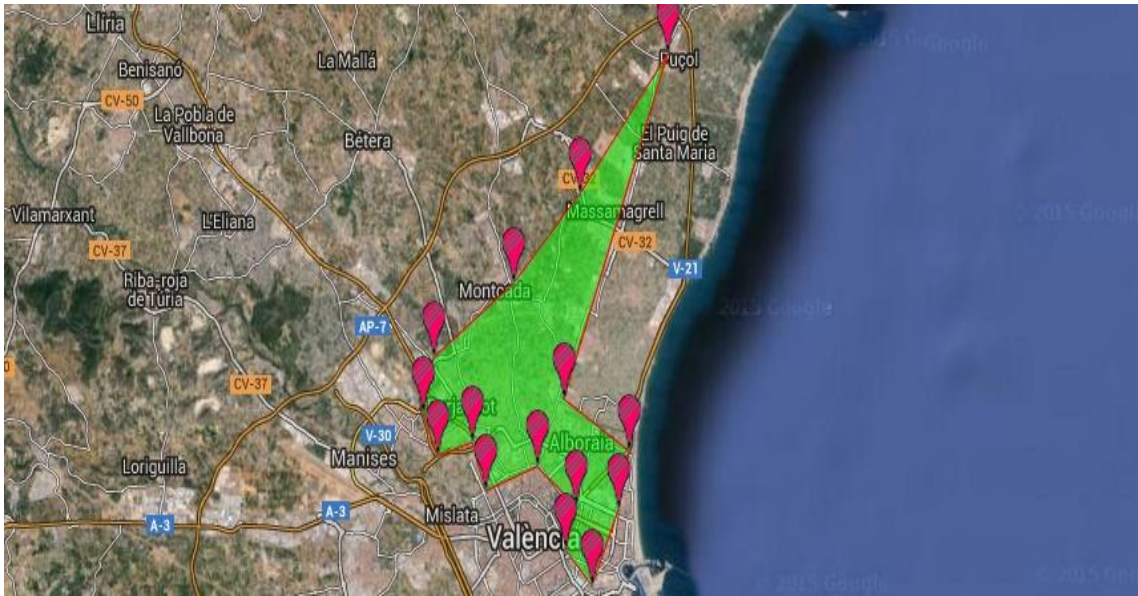 Llíria
Benisanó
CV-50
La Pobla de
Vallbona
La Mallá
Bétera
Puçol
El Puig de
Santa Maria
Massamagrell
CV-32
V-21
Vilamarxant
L'Eliana
CV-37
Riba-roja
de Túria
Montcada
AP-7
CV-37
V-30
Manises
Loriguilla
Alboraia
A-3
A-3
Mislata
València
2015 Google
2015 Google
2015 Google
© 2015 Google